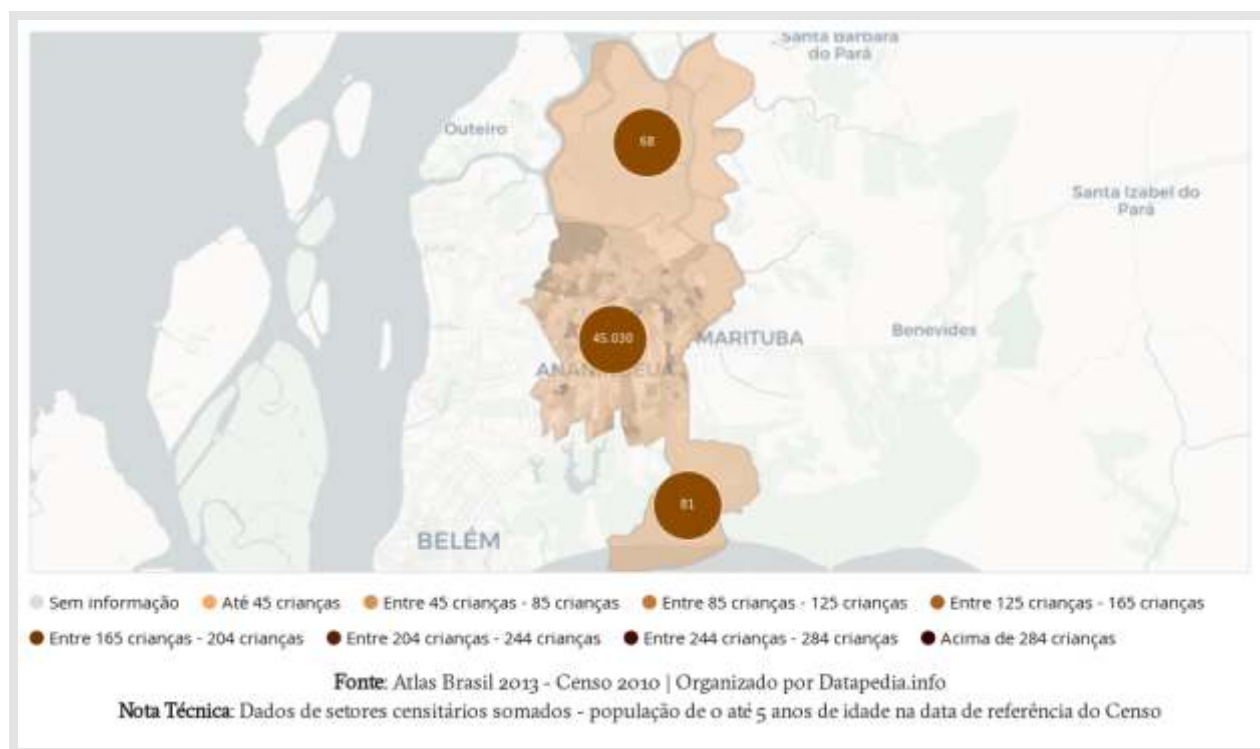 Santa Bárbara
do Pará
Outeiro
68
Santa Izabel do
Pará
45.030
MARITUBA
Benevides
81
BELÉM
Sem informação Até 45 crianças Entre 45 crianças - 85 crianças Entre 85 crianças - 125 crianças Entre 125 crianças - 165 crianças
Entre 165 crianças - 204 crianças Entre 204 crianças - 244 crianças Entre 244 crianças - 284 crianças Acima de 284 crianças
Fonte: Atlas Brasil 2013 - Censo 2010 | Organizado por Datapedia.info
Nota Técnica: Dados de setores censitários somados - população de 0 até 5 anos de idade na data de referência do Censo